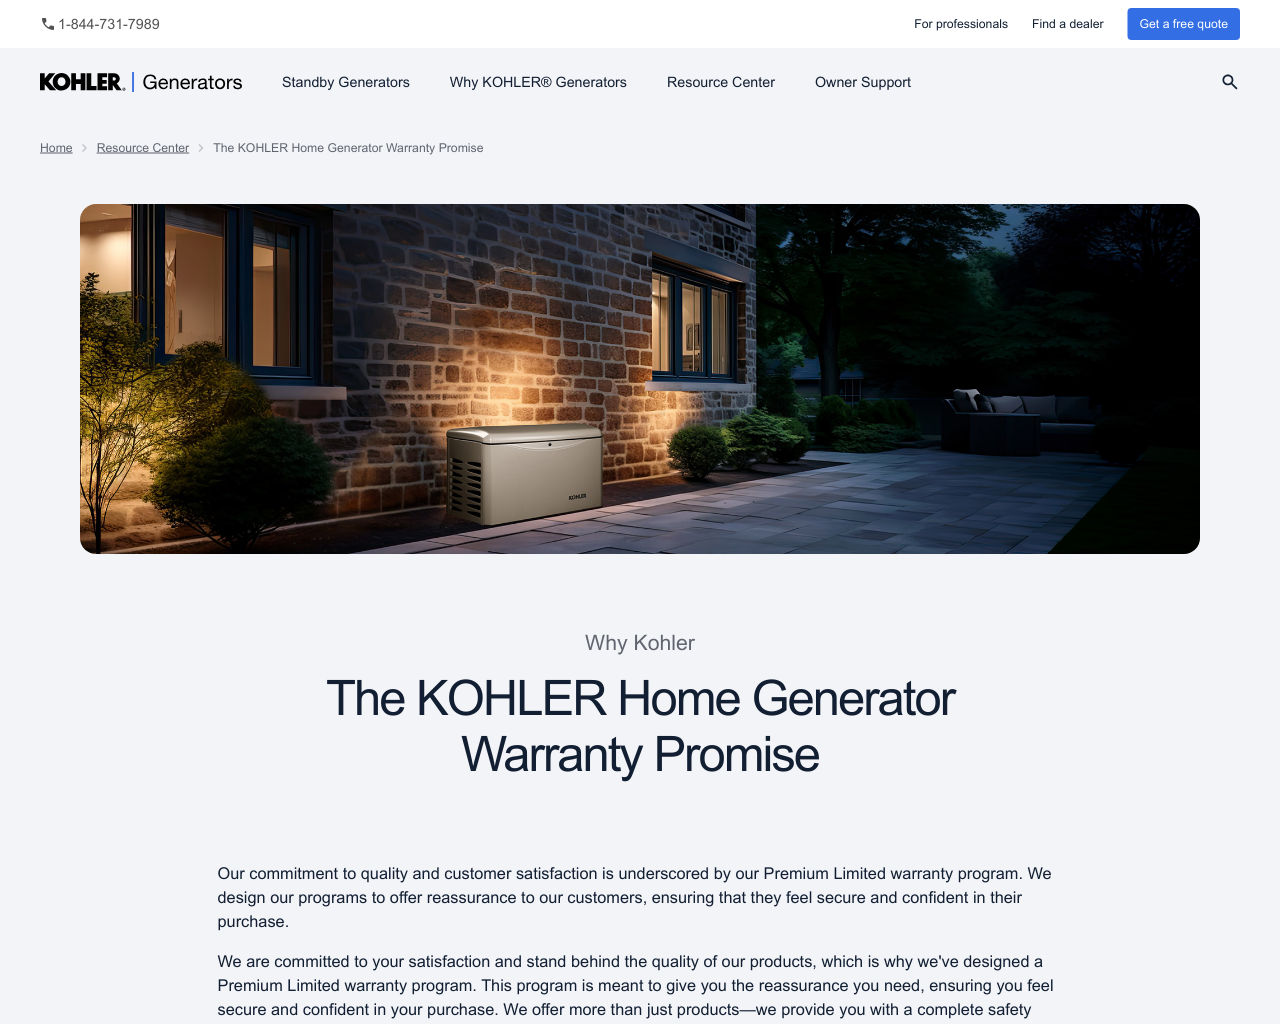 1-844-731-7989
For professionals
Find a dealer
Get a free quote
KOHLER
Generators
Standby Generators
Why KOHLER® Generators
Resource Center
Owner Support
Home
Resource Center
The KOHLER Home Generator Warranty Promise
KOHLER
Why Kohler
The KOHLER Home Generator
Warranty Promise
Our commitment to quality and customer satisfaction is underscored by our Premium Limited warranty program. We
design our programs to offer reassurance to our customers, ensuring that they feel secure and confident in their
purchase.
We are committed to your satisfaction and stand behind the quality of our products, which is why we've designed a
Premium Limited warranty program. This program is meant to give you the reassurance you need, ensuring you feel
secure and confident in your purchase. We offer more than just products—we provide you with a complete safety